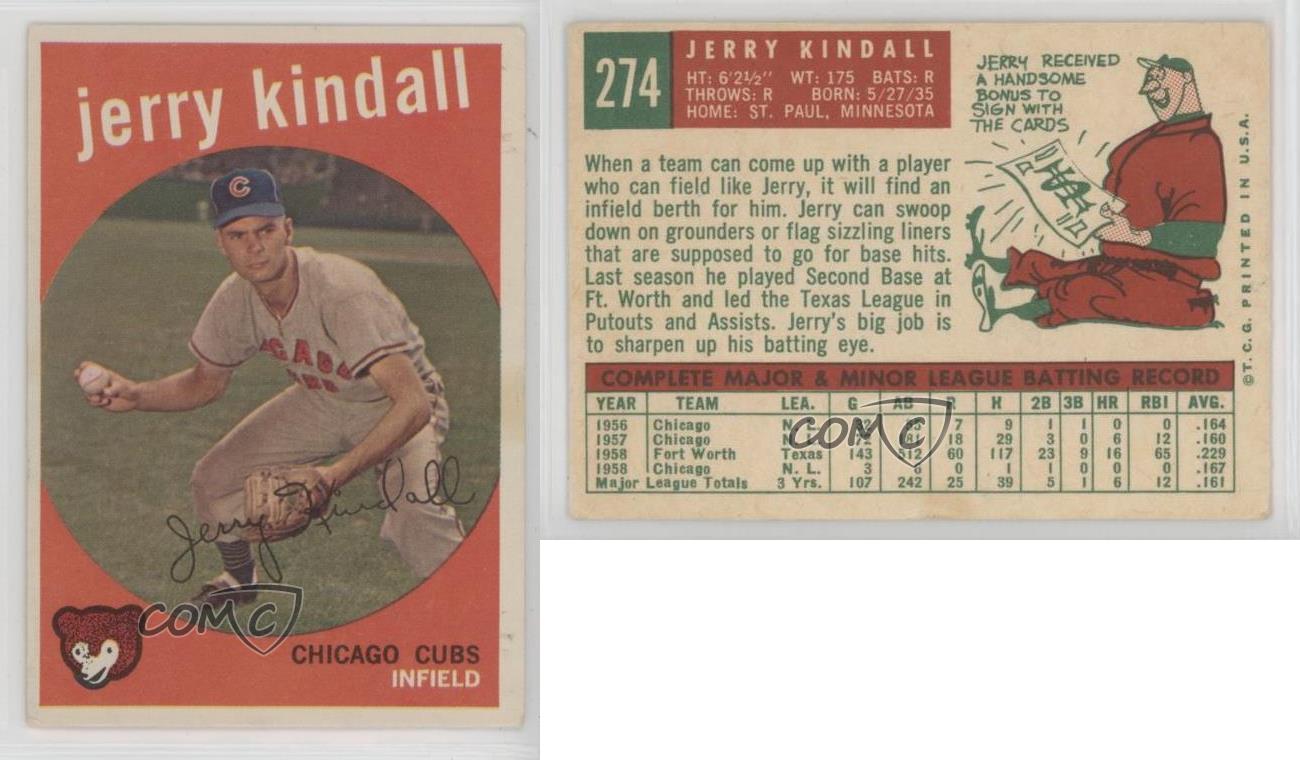 jerry kindall
C
Jerry Kindall
COMC
CHICAGO CUBS
INFIELD
274
JERRY KINDALL
HT: 6'2½" WT: 175 BATS: R
THROWS: R BORN: 5/27/35
HOME: ST. PAUL, MINNESOTA
JERRY RECEIVED
A HANDSOME
BONUS TO
SIGN WITH
THE CARDS
When a team can come up with a player
who can field like Jerry, it will find an
infield berth for him. Jerry can swoop
down on grounders or flag sizzling liners
that are supposed to go for base hits.
Last season he played Second Base at
Ft. Worth and led the Texas League in
Putouts and Assists. Jerry's big job is
to sharpen up his batting eye.
© T. C. G. PRINTED IN U.S.A.
COMPLETE MAJOR & MINOR LEAGUE BATTING RECORD
YEAR TEAM LEA. G AB R H 2B 3B HR RBI AVG.
1956 Chicago N. L. 7 9 1 1 0 0 .164
1957 Chicago N. L. 18 29 3 0 6 12 .160
1958 Fort Worth Texas 143 512 60 117 23 9 16 65 .229
1958 Chicago N. L. 3 0 1 1 0 0 0 .167
Major League Totals 3 Yrs. 107 242 25 39 5 1 6 12 .161
COMC